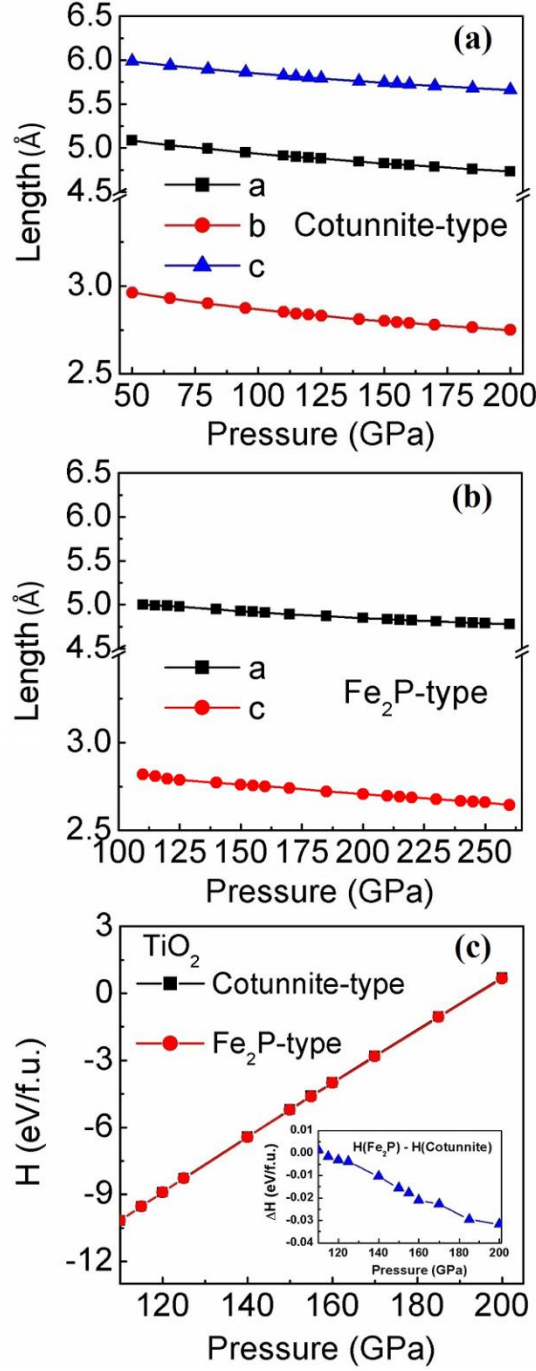 (a)
6.0
5.5
5.0
4.5
3.0
2.5
Length (Å)
a
b
c
Cotunnite-type
50 75 100 125 150 175 200
Pressure (GPa)
(b)
6.0
5.5
5.0
4.5
3.0
2.5
Length (Å)
a
c
Fe₂P-type
100 125 150 175 200 225 250
Pressure (GPa)
(c)
TiO₂
Cotunnite-type
Fe₂P-type
3
0
-3
-6
-9
-12
H (eV/f.u.)
H(Fe₂P) - H(Cotunnite)
0.01
0.00
-0.01
-0.02
-0.03
-0.04
ΔH (eV/f.u.)
120 140 160 180 200
Pressure (GPa)
120 140 160 180 200
Pressure (GPa)